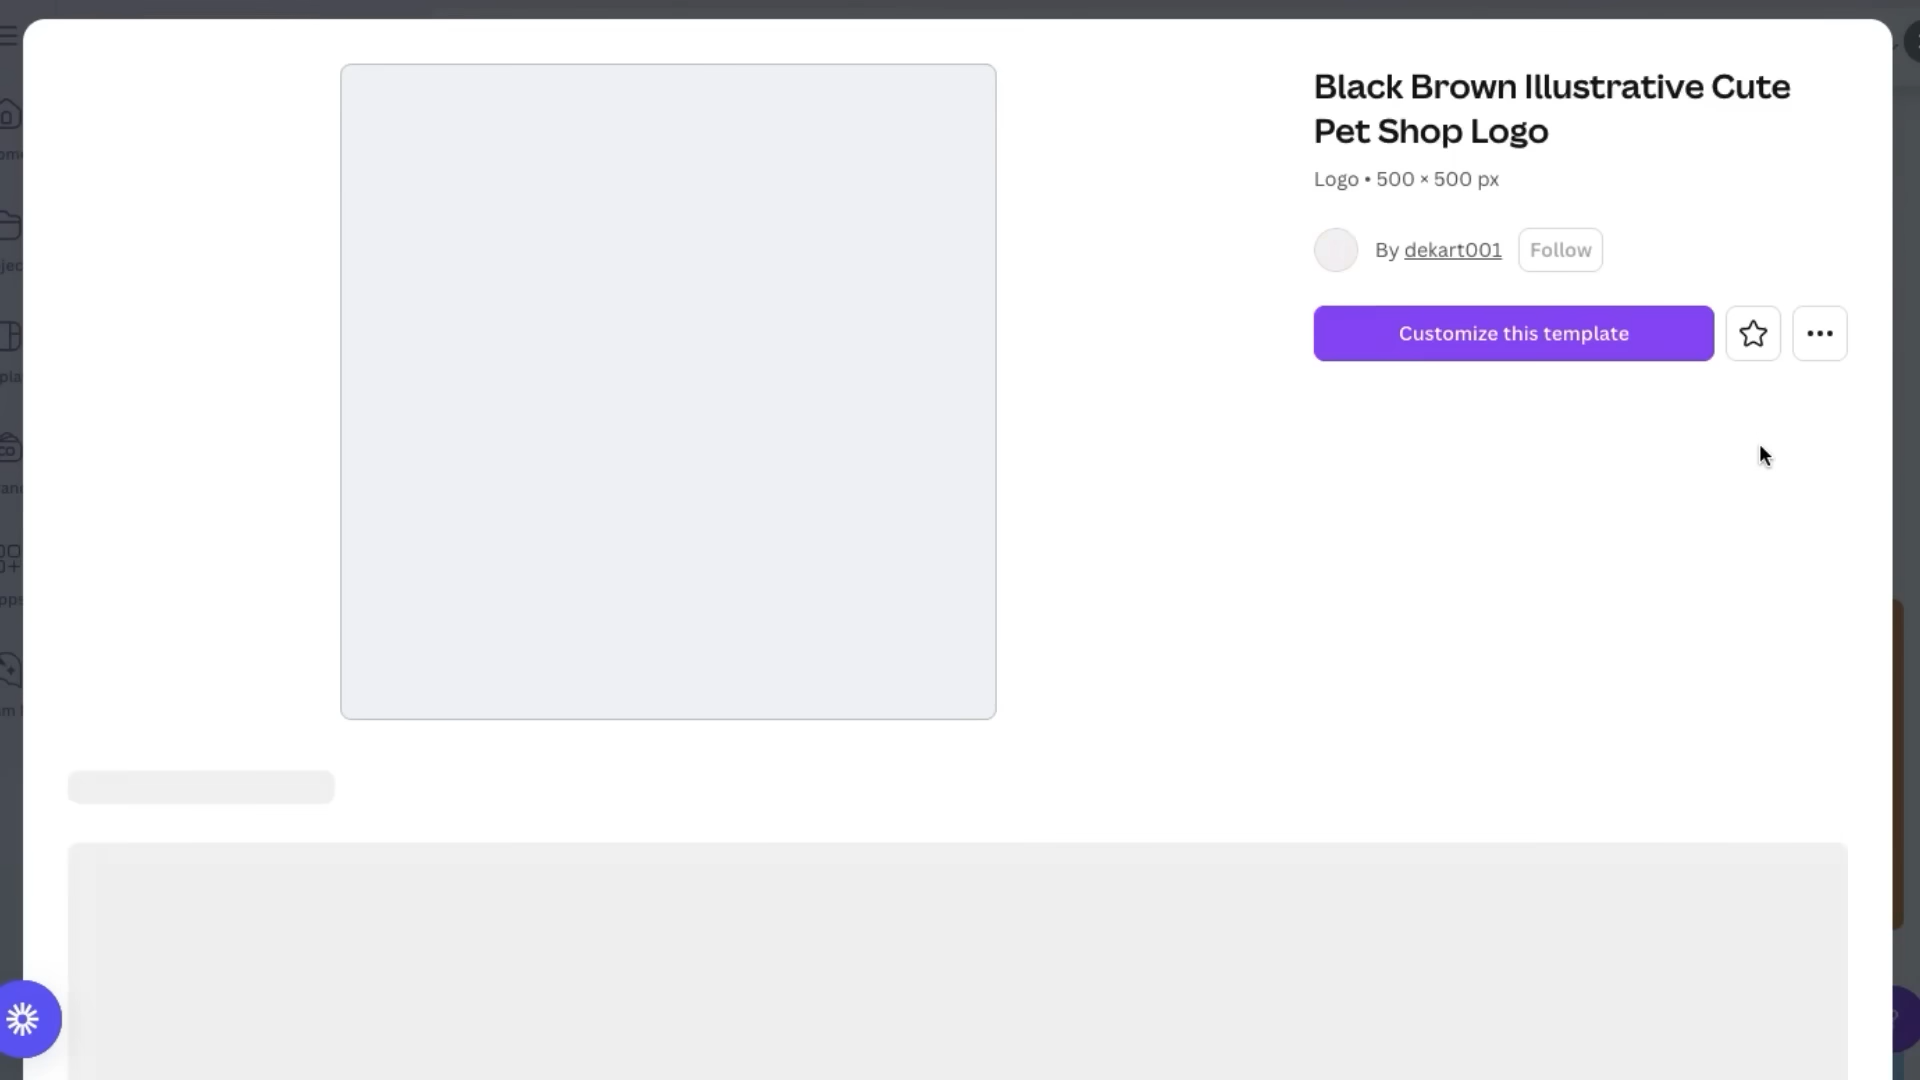 Black Brown Illustrative Cute
Pet Shop Logo
Logo • 500 × 500 px
By dekart001
Follow
Customize this template